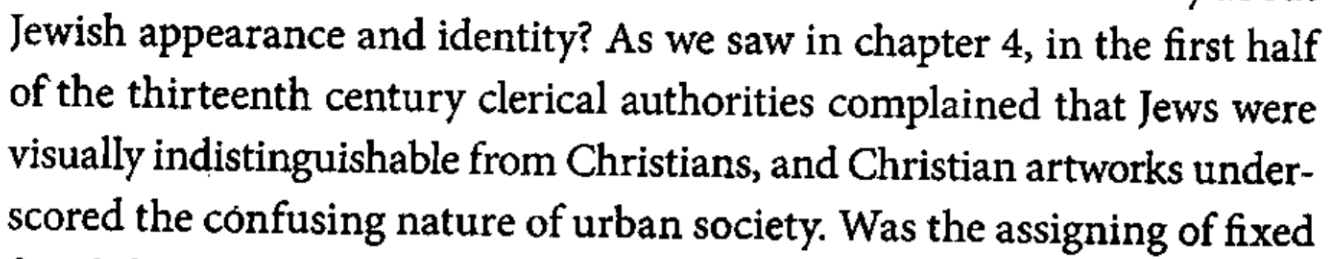 Jewish appearance and identity? As we saw in chapter 4, in the first half
of the thirteenth century clerical authorities complained that Jews were
visually indistinguishable from Christians, and Christian artworks under-
scored the confusing nature of urban society. Was the assigning of fixed